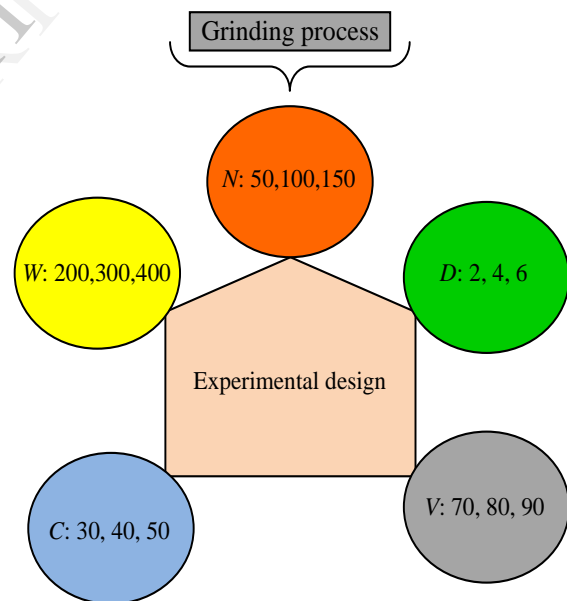 Grinding process
N: 50,100,150
W: 200,300,400
D: 2, 4, 6
Experimental design
C: 30, 40, 50
V: 70, 80, 90